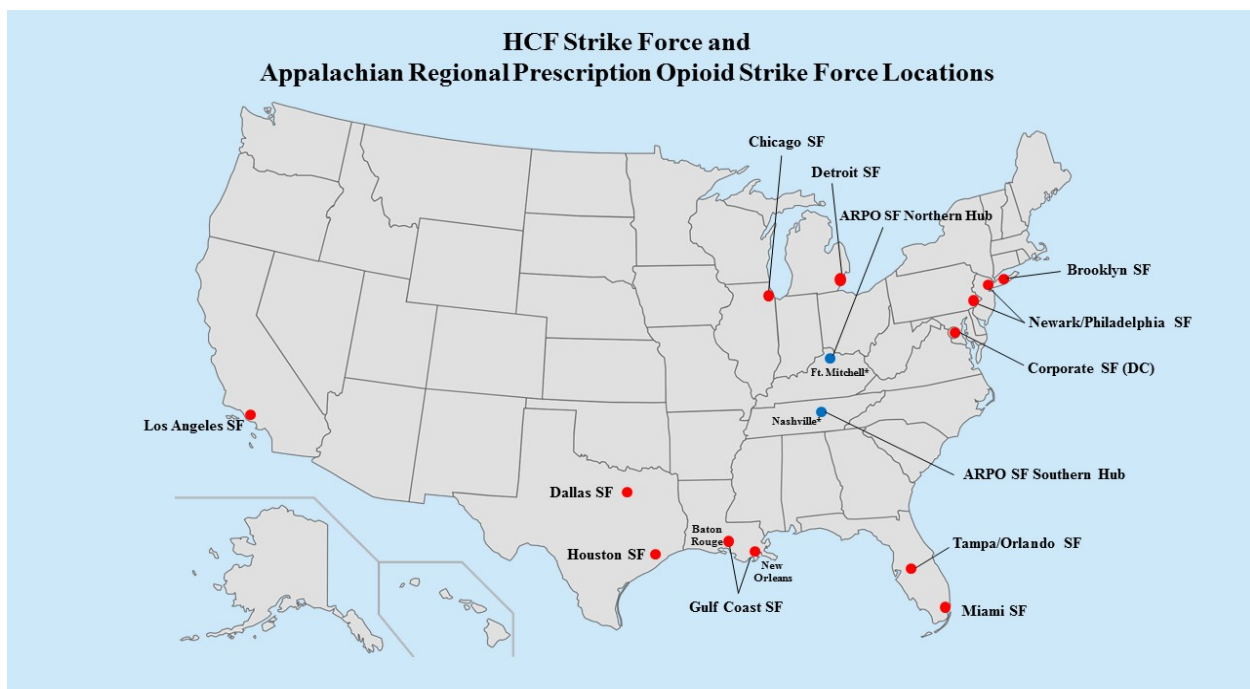 HCF Strike Force and
Appalachian Regional Prescription Opioid Strike Force Locations
Chicago SF
Detroit SF
ARPO SF Northern Hub
Brooklyn SF
Newark/Philadelphia SF
Corporate SF (DC)
Ft. Mitchell*
Nashville*
Los Angeles SF
ARPO SF Southern Hub
Dallas SF
Baton
Rouge
Houston SF
New
Orleans
Gulf Coast SF
Tampa/Orlando SF
Miami SF